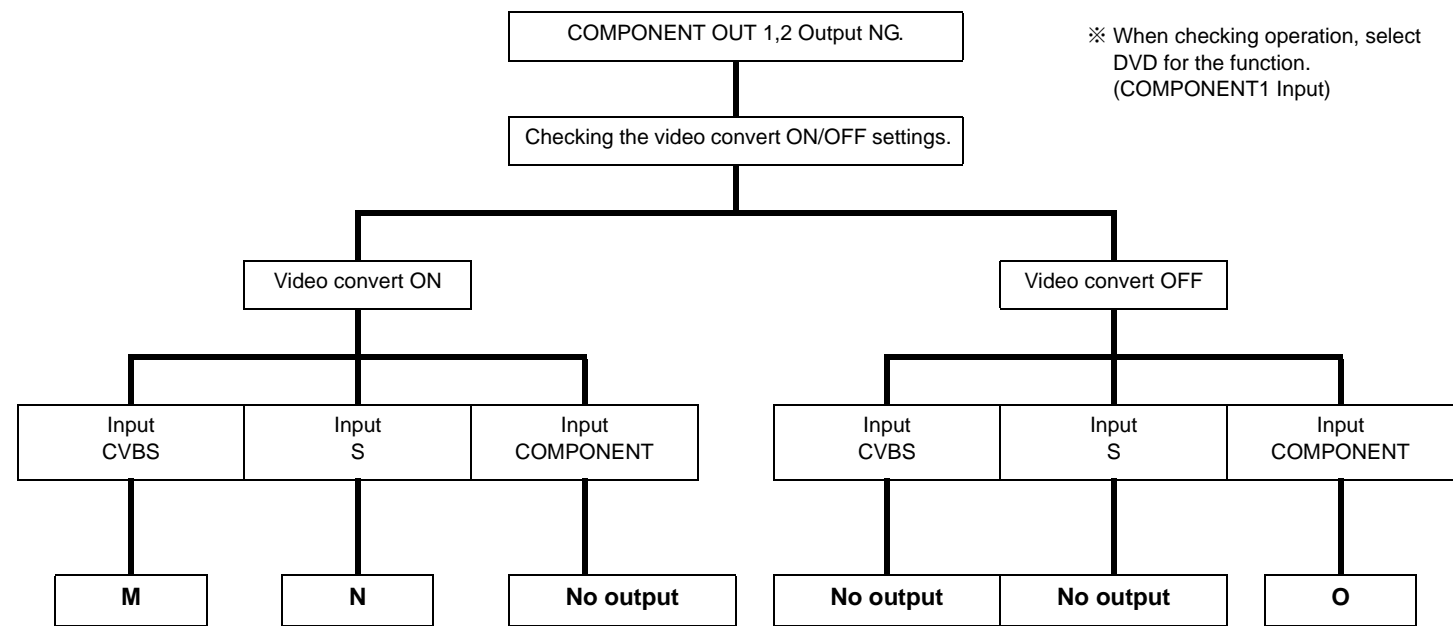 COMPONENT OUT 1,2 Output NG.
※ When checking operation, select
DVD for the function.
(COMPONENT1 Input)
Checking the video convert ON/OFF settings.
Video convert ON
Video convert OFF
Input
CVBS
Input
S
Input
COMPONENT
Input
CVBS
Input
S
Input
COMPONENT
M
N
No output
No output
No output
O